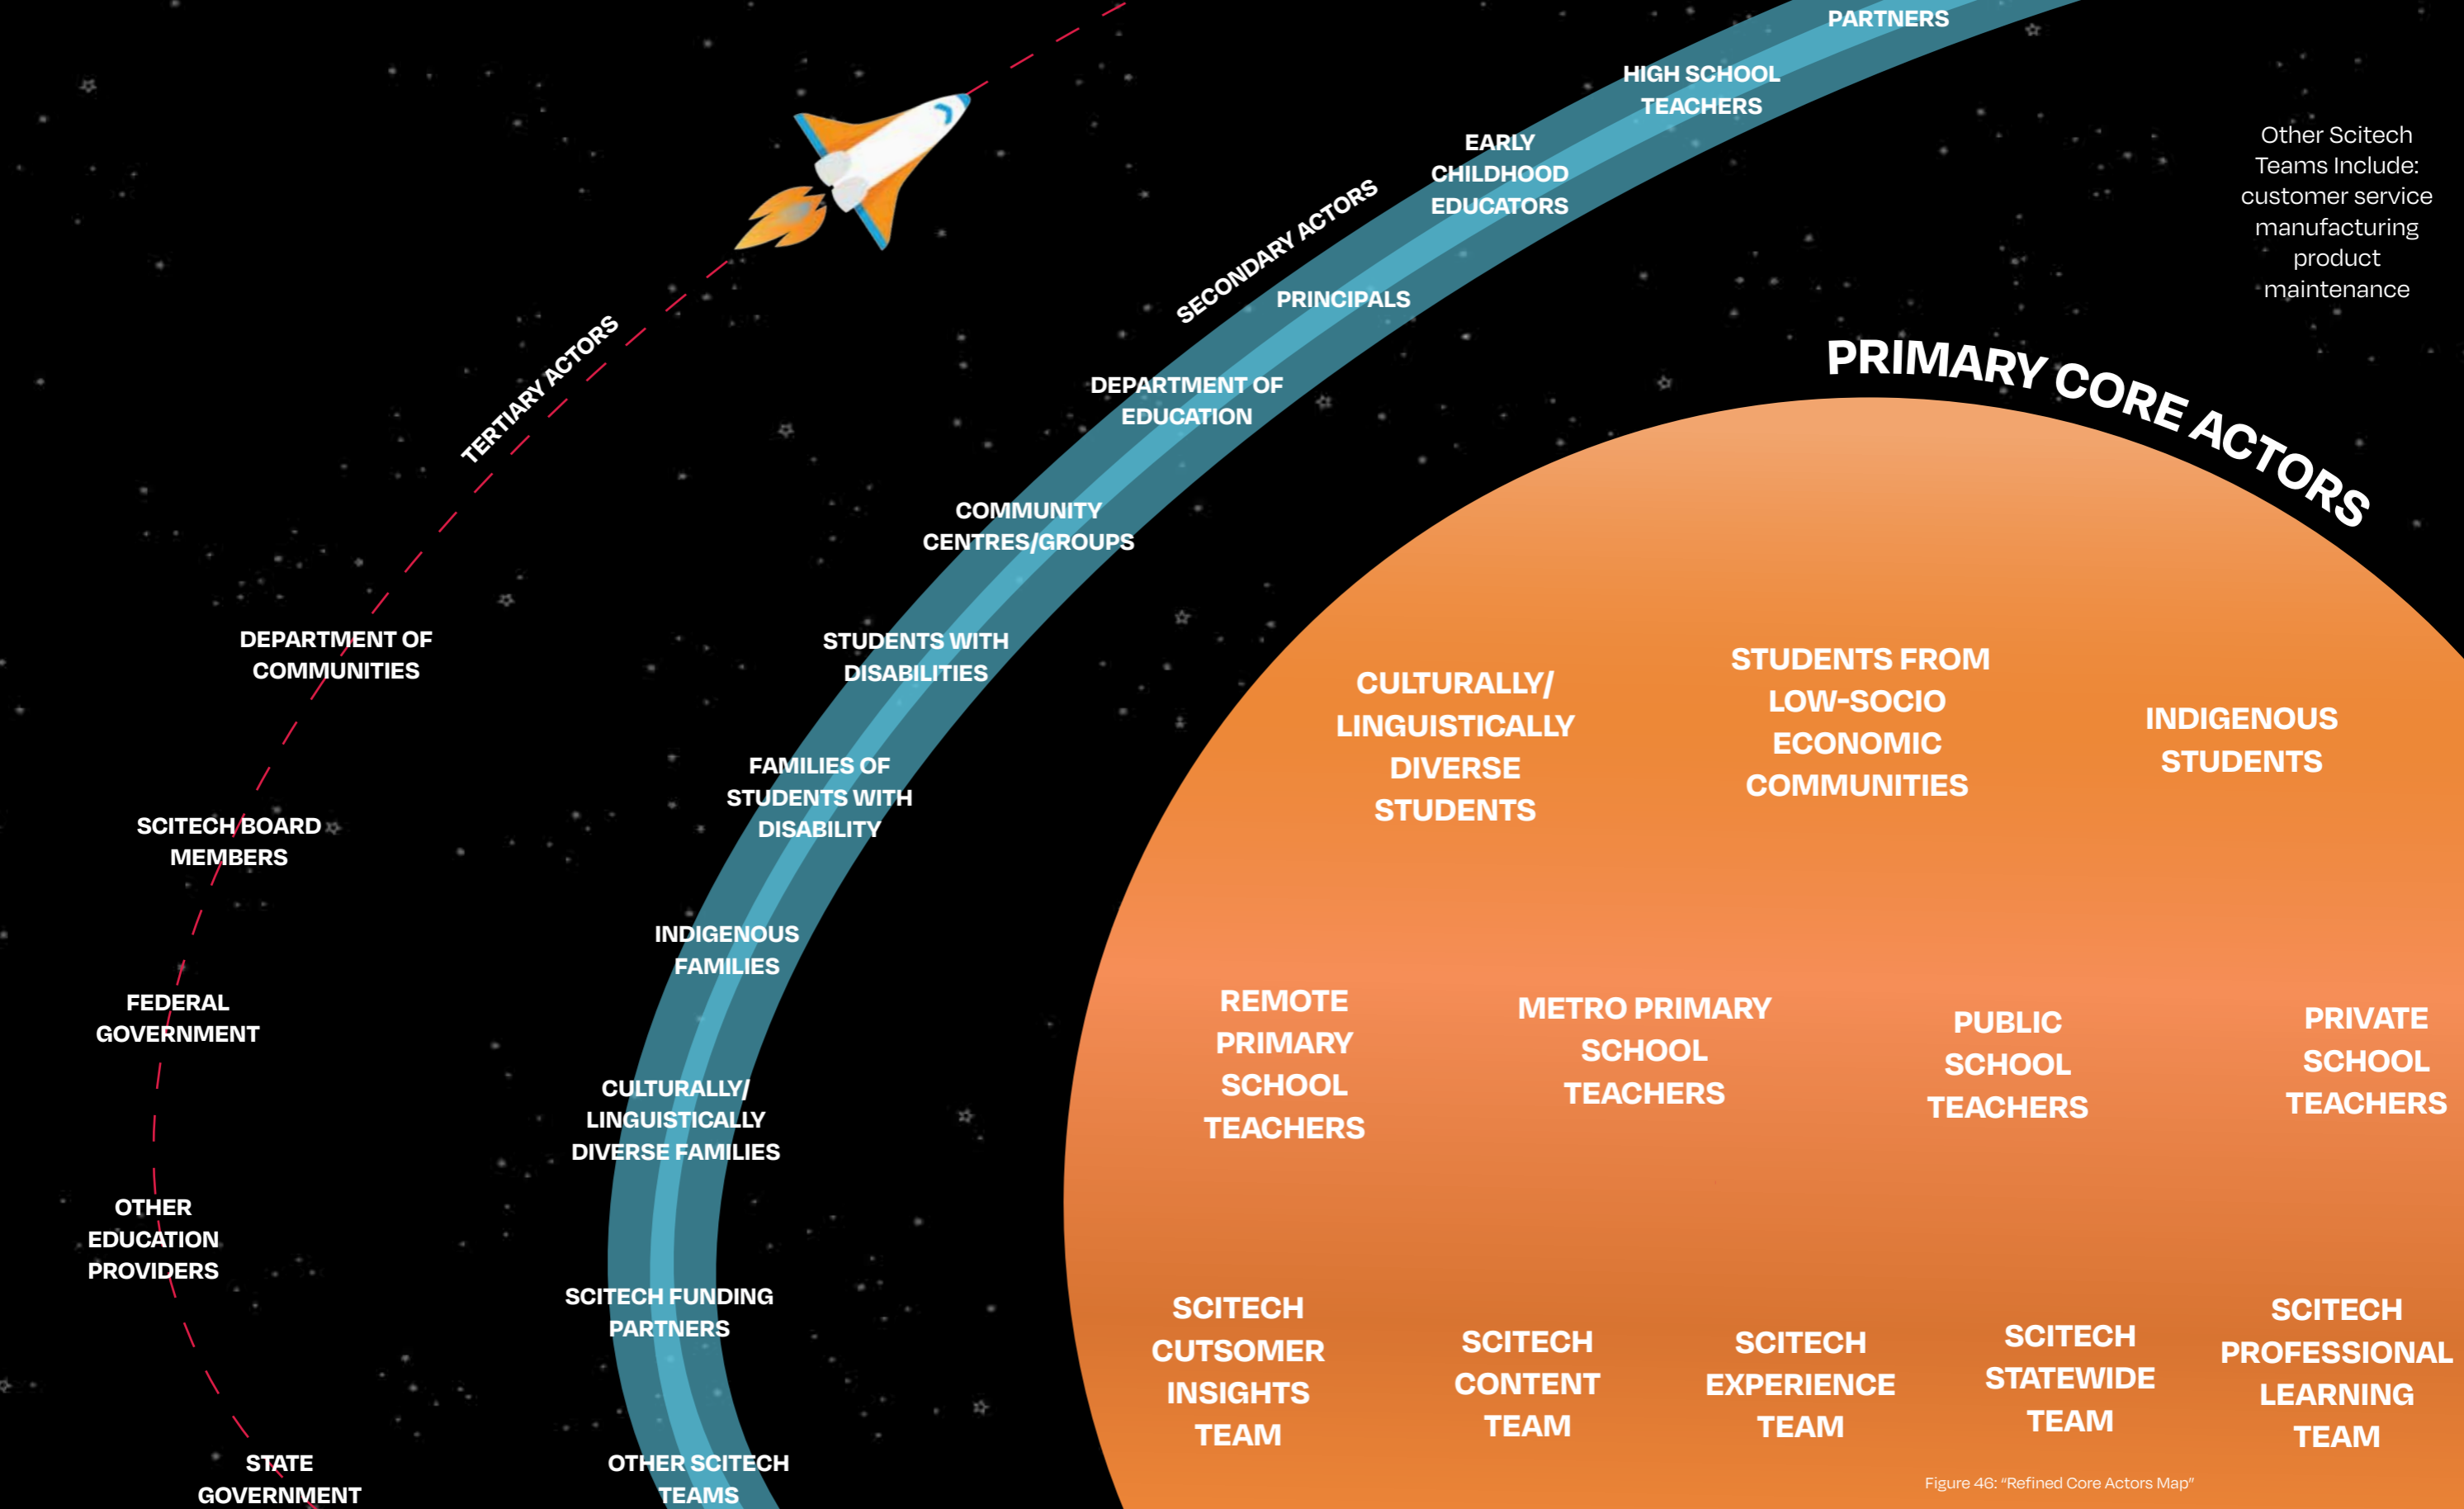 PARTNERS
HIGH SCHOOL
TEACHERS
EARLY
CHILDHOOD
EDUCATORS
SECONDARY ACTORS
PRINCIPALS
DEPARTMENT OF
EDUCATION
COMMUNITY
CENTRES/GROUPS
STUDENTS WITH
DISABILITIES
FAMILIES OF
STUDENTS WITH
DISABILITY
INDIGENOUS
FAMILIES
CULTURALLY/
LINGUISTICALLY
DIVERSE FAMILIES
SCITECH FUNDING
PARTNERS
OTHER SCITECH
TEAMS
TERTIARY ACTORS
DEPARTMENT OF
COMMUNITIES
SCITECH BOARD
MEMBERS
FEDERAL
GOVERNMENT
OTHER
EDUCATION
PROVIDERS
STATE
GOVERNMENT
Other Scitech
Teams Include:
customer service
manufacturing
product
maintenance
PRIMARY CORE ACTORS
CULTURALLY/
LINGUISTICALLY
DIVERSE
STUDENTS
STUDENTS FROM
LOW-SOCIO
ECONOMIC
COMMUNITIES
INDIGENOUS
STUDENTS
REMOTE
PRIMARY
SCHOOL
TEACHERS
METRO PRIMARY
SCHOOL
TEACHERS
PUBLIC
SCHOOL
TEACHERS
PRIVATE
SCHOOL
TEACHERS
SCITECH
CUTSOMER
INSIGHTS
TEAM
SCITECH
CONTENT
TEAM
SCITECH
EXPERIENCE
TEAM
SCITECH
STATEWIDE
TEAM
SCITECH
PROFESSIONAL
LEARNING
TEAM
Figure 46: “Refined Core Actors Map”